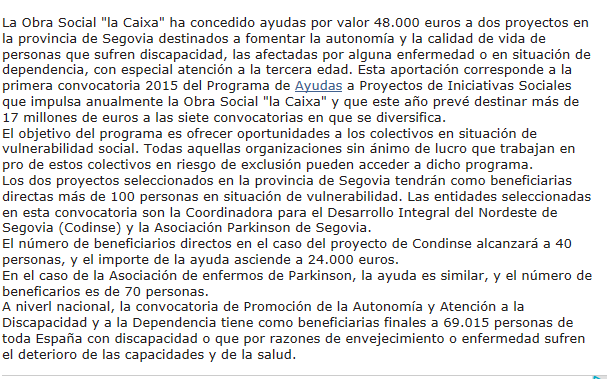 La Obra Social "la Caixa" ha concedido ayudas por valor 48.000 euros a dos proyectos en
la provincia de Segovia destinados a fomentar la autonomía y la calidad de vida de
personas que sufren discapacidad, las afectadas por alguna enfermedad o en situación de
dependencia, con especial atención a la tercera edad. Esta aportación corresponde a la
primera convocatoria 2015 del Programa de Ayudas a Proyectos de Iniciativas Sociales
que impulsa anualmente la Obra Social "la Caixa" y que este año prevé destinar más de
17 millones de euros a las siete convocatorias en que se diversifica.
El objetivo del programa es ofrecer oportunidades a los colectivos en situación de
vulnerabilidad social. Todas aquellas organizaciones sin ánimo de lucro que trabajan en
pro de estos colectivos en riesgo de exclusión pueden acceder a dicho programa.
Los dos proyectos seleccionados en la provincia de Segovia tendrán como beneficiarias
directas más de 100 personas en situación de vulnerabilidad. Las entidades seleccionadas
en esta convocatoria son la Coordinadora para el Desarrollo Integral del Nordeste de
Segovia (Codinse) y la Asociación Parkinson de Segovia.
El número de beneficiarios directos en el caso del proyecto de Condinse alcanzará a 40
personas, y el importe de la ayuda asciende a 24.000 euros.
En el caso de la Asociación de enfermos de Parkinson, la ayuda es similar, y el número de
beneficarios es de 70 personas.
A niverl nacional, la convocatoria de Promoción de la Autonomía y Atención a la
Discapacidad y a la Dependencia tiene como beneficiarias finales a 69.015 personas de
toda España con discapacidad o que por razones de envejecimiento o enfermedad sufren
el deterioro de las capacidades y de la salud.